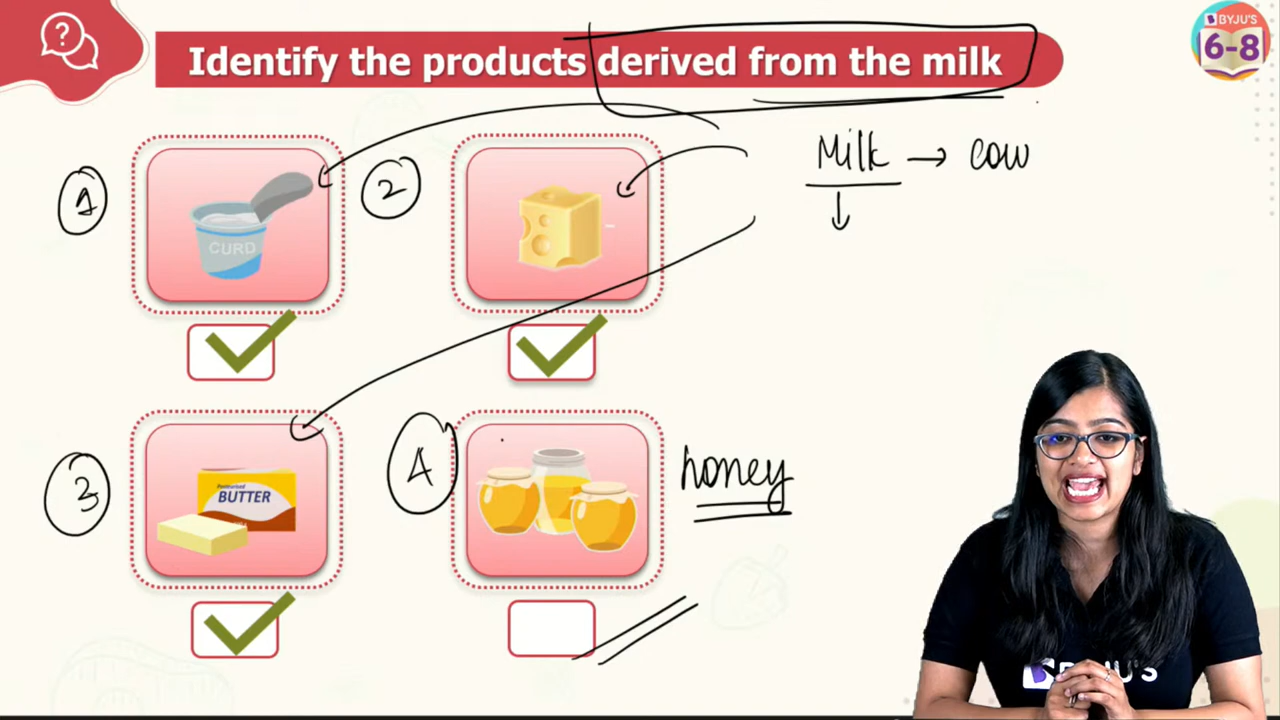 BYJU'S
6-8
Identify the products derived from the milk
1
2
Milk → cow
↓
CURD
3
4
BUTTER
honey
BYJU'S